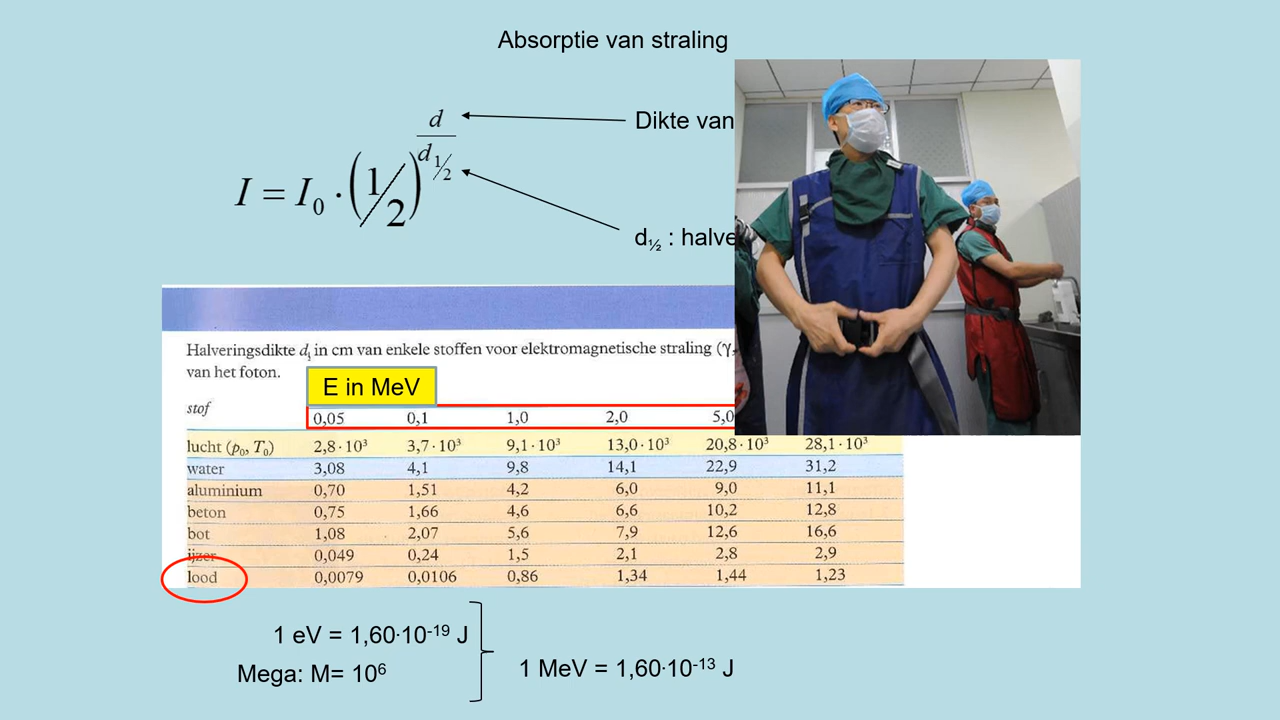 Absorptie van straling
I = I₀ · (1/2)^(d/d½)
Dikte van
d½ : halve
Halveringsdikte d½ in cm van enkele stoffen voor elektromagnetische straling (γ,
van het foton.
E in MeV
stof 0,05 0,1 1,0 2,0 5,0
lucht (p₀, T₀) 2,8·10³ 3,7·10³ 9,1·10³ 13,0·10³ 20,8·10³ 28,1·10³
water 3,08 4,1 9,8 14,1 22,9 31,2
aluminium 0,70 1,51 4,2 6,0 9,0 11,1
beton 0,75 1,66 4,6 6,6 10,2 12,8
bot 1,08 2,07 5,6 7,9 12,6 16,6
ijzer 0,049 0,24 1,5 2,1 2,8 2,9
lood 0,0079 0,0106 0,86 1,34 1,44 1,23
1 eV = 1,60·10⁻¹⁹ J
Mega: M= 10⁶
1 MeV = 1,60·10⁻¹³ J